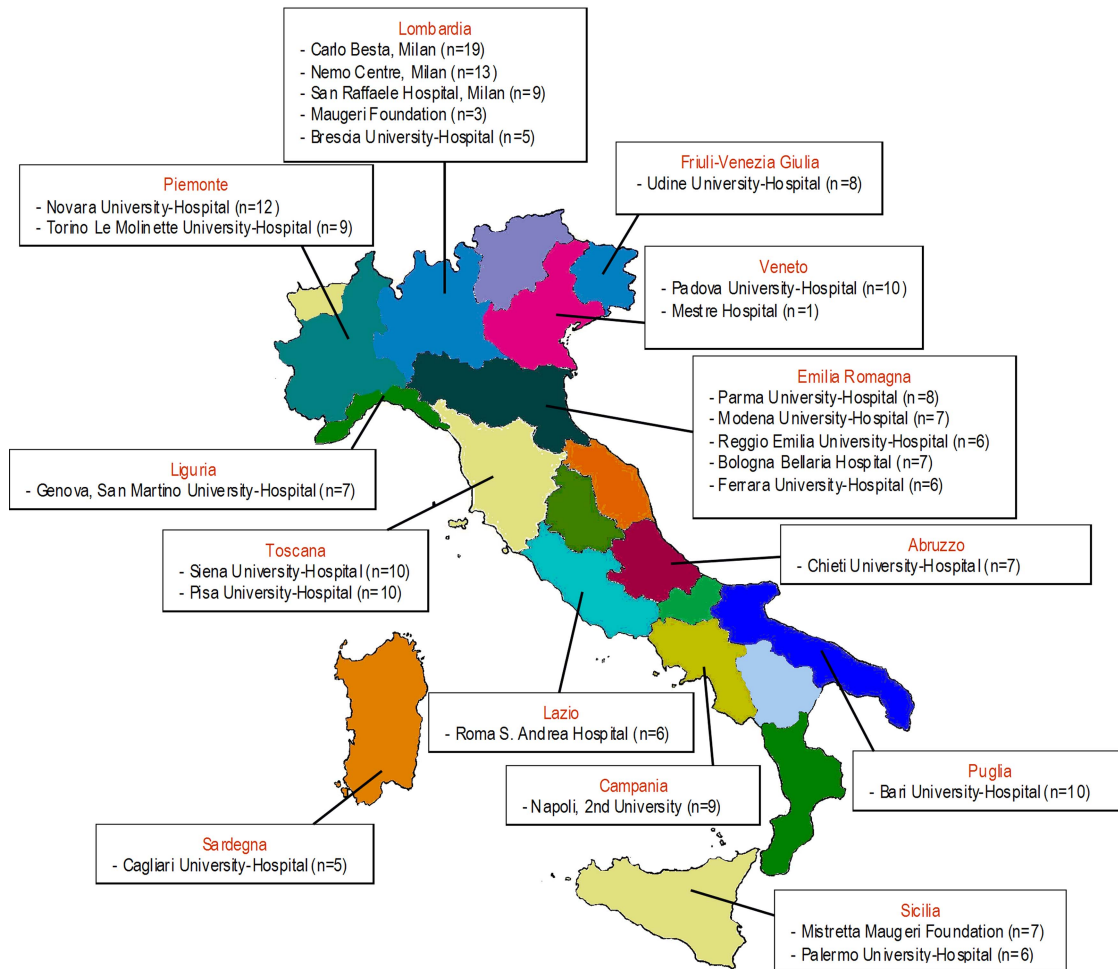 Lombardia
- Carlo Besta, Milan (n=19)
- Nemo Centre, Milan (n=13)
- San Raffaele Hospital, Milan (n=9)
- Maugeri Foundation (n=3)
- Brescia University-Hospital (n=5)
Friuli-Venezia Giulia
- Udine University-Hospital (n=8)
Piemonte
- Novara University-Hospital (n=12)
- Torino Le Molinette University-Hospital (n=9)
Veneto
- Padova University-Hospital (n=10)
- Mestre Hospital (n=1)
Emilia Romagna
- Parma University-Hospital (n=8)
- Modena University-Hospital (n=7)
- Reggio Emilia University-Hospital (n=6)
- Bologna Bellaria Hospital (n=7)
- Ferrara University-Hospital (n=6)
Liguria
- Genova, San Martino University-Hospital (n=7)
Toscana
- Siena University-Hospital (n=10)
- Pisa University-Hospital (n=10)
Abruzzo
- Chieti University-Hospital (n=7)
Lazio
- Roma S. Andrea Hospital (n=6)
Campania
- Napoli, 2nd University (n=9)
Puglia
- Bari University-Hospital (n=10)
Sardegna
- Cagliari University-Hospital (n=5)
Sicilia
- Mistretta Maugeri Foundation (n=7)
- Palermo University-Hospital (n=6)